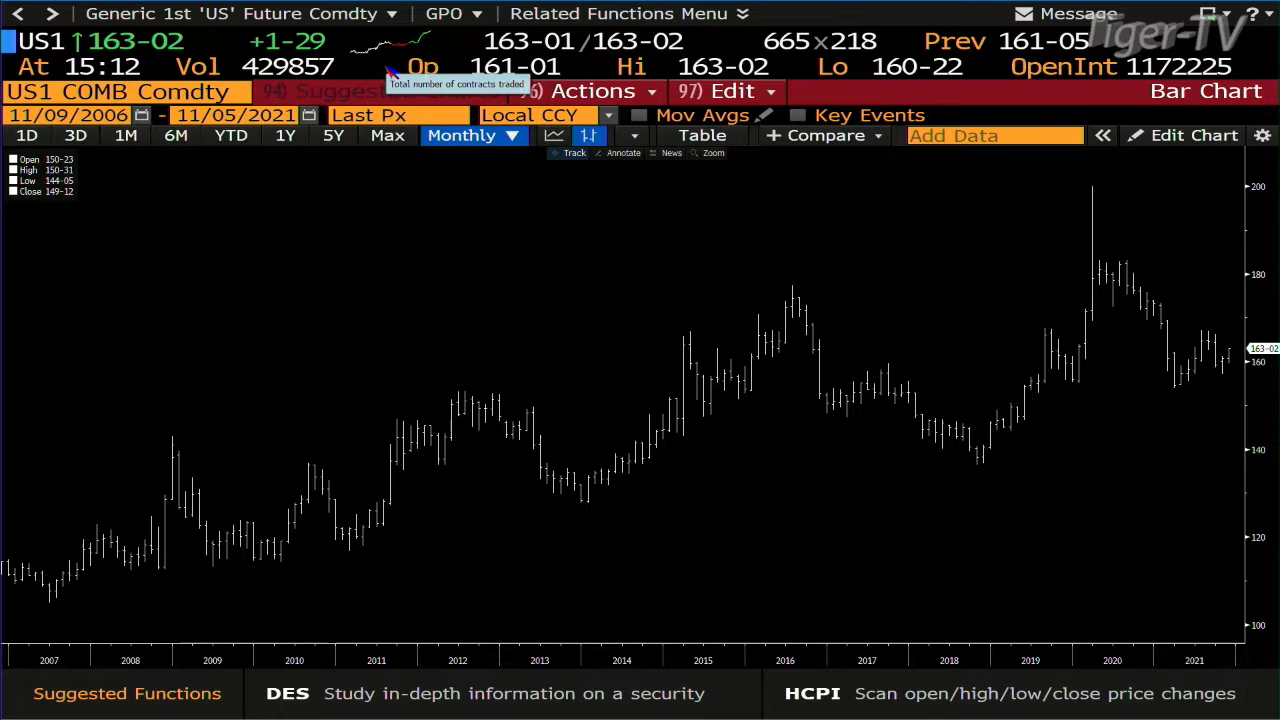 < > Generic 1st 'US' Future Comdty GPO Related Functions Menu Message ?
Tiger-TV
US1 ↑163-02 +1-29 163-01/163-02 665x218 Prev 161-05
At 15:12 Vol 429857 Op 161-01 Hi 163-02 Lo 160-22 OpenInt 1172225
Total number of contracts traded
US1 COMB Comdty 94) Suggested Actions 97) Edit Bar Chart
11/09/2006 - 11/05/2021 Last Px Local CCY Mov Avgs Key Events
1D 3D 1M 6M YTD 1Y 5Y Max Monthly ▼ Table + Compare Add Data « Edit Chart
Track Annotate News Zoom
Open 150-23
High 150-31
Low 144-05
Close 149-12
200
180
163-02
160
140
120
100
2007 2008 2009 2010 2011 2012 2013 2014 2015 2016 2017 2018 2019 2020 2021
Suggested Functions DES Study in-depth information on a security HCPI Scan open/high/low/close price changes